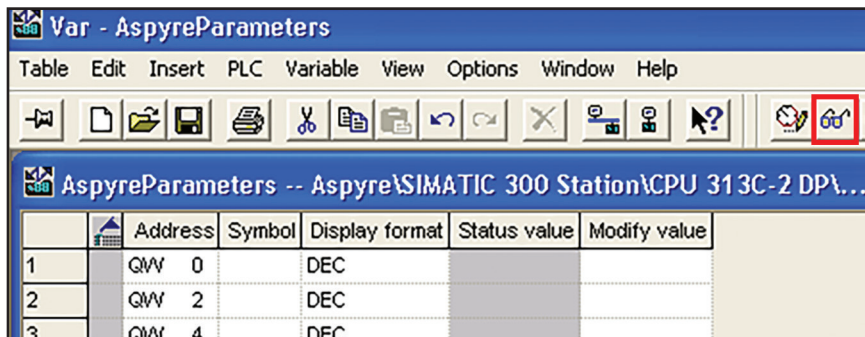 Var - AspyreParameters
Table Edit Insert PLC Variable View Options Window Help
AspyreParameters -- Aspyre\SIMATIC 300 Station\CPU 313C-2 DP\...
Address Symbol Display format Status value Modify value
1 QW 0 DEC
2 QW 2 DEC
3 QW 4 DEC